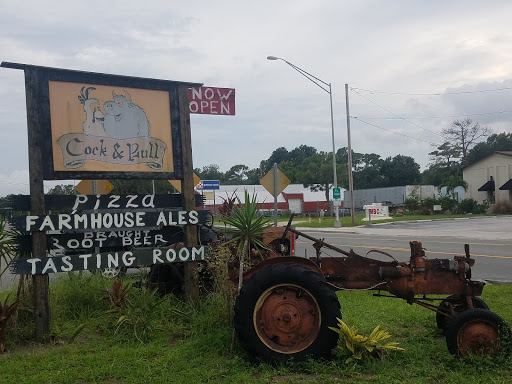 NOW
OPEN
Cock & Bull
Pizza
FARMHOUSE ALES
DRAUGHT
ROOT BEER
TASTING ROOM